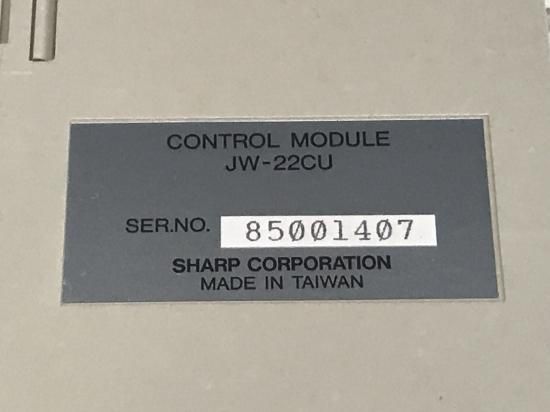 CONTROL MODULE
JW-22CU
SER.NO. 85001407
SHARP CORPORATION
MADE IN TAIWAN